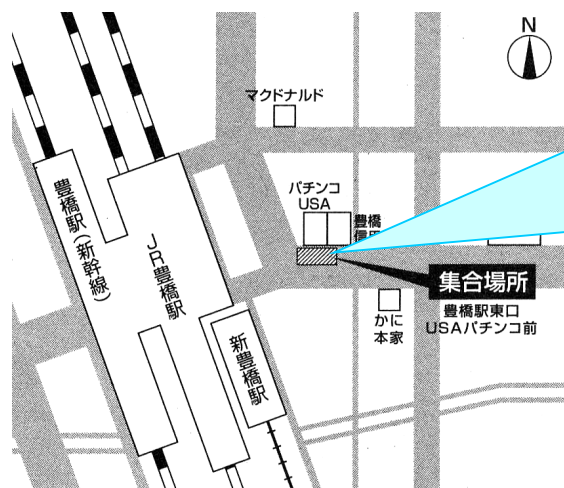 N
マクドナルド
パチンコ
USA
豊橋
豊橋駅(新幹線)
JR豊橋駅
新豊橋駅
集合場所
豊橋駅東口
USAパチンコ前
かに
本家